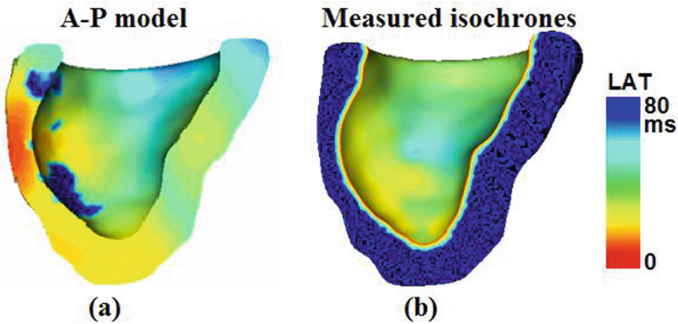 A-P model
Measured isochrones
LAT
80
ms
0
(a)
(b)